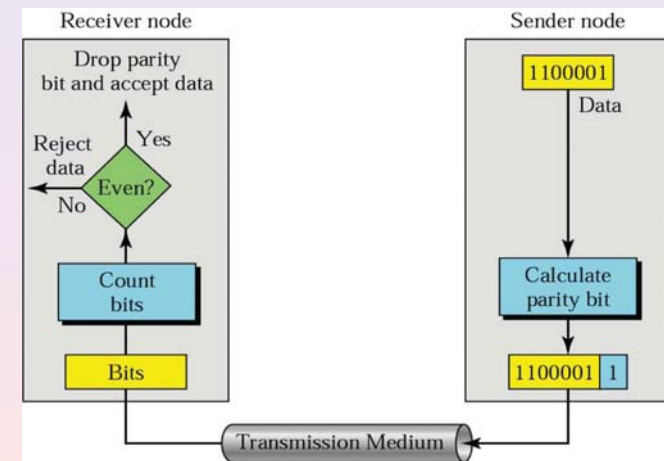 Receiver node
Drop parity
bit and accept data
Yes
Reject
data
No
Even?
Count
bits
Bits
Sender node
1100001
Data
Calculate
parity bit
1100001 1
Transmission Medium